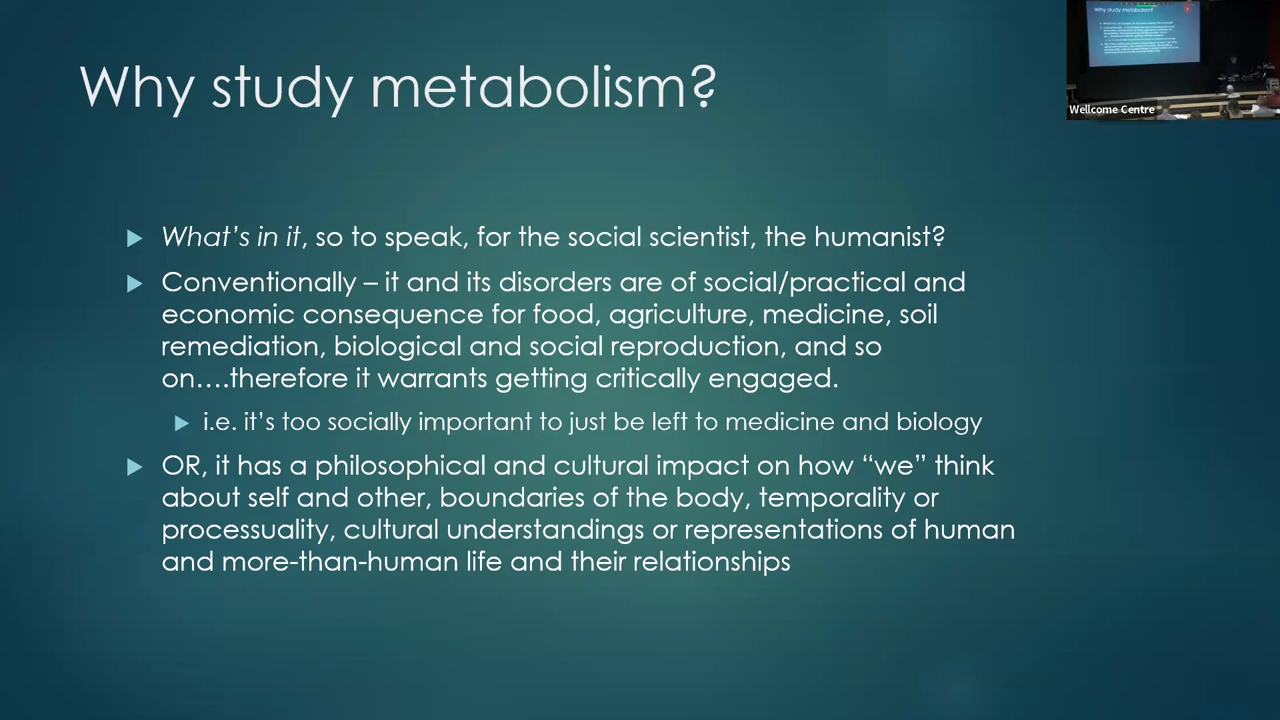 Why study metabolism?
What's in it, so to speak, for the social scientist, the humanist?
Conventionally – it and its disorders are of social/practical and
economic consequence for food, agriculture, medicine, soil
remediation, biological and social reproduction, and so
on....therefore it warrants getting critically engaged.
i.e. it's too socially important to just be left to medicine and biology
OR, it has a philosophical and cultural impact on how “we” think
about self and other, boundaries of the body, temporality or
processuality, cultural understandings or representations of human
and more-than-human life and their relationships
Why study metabolism?
Wellcome Centre